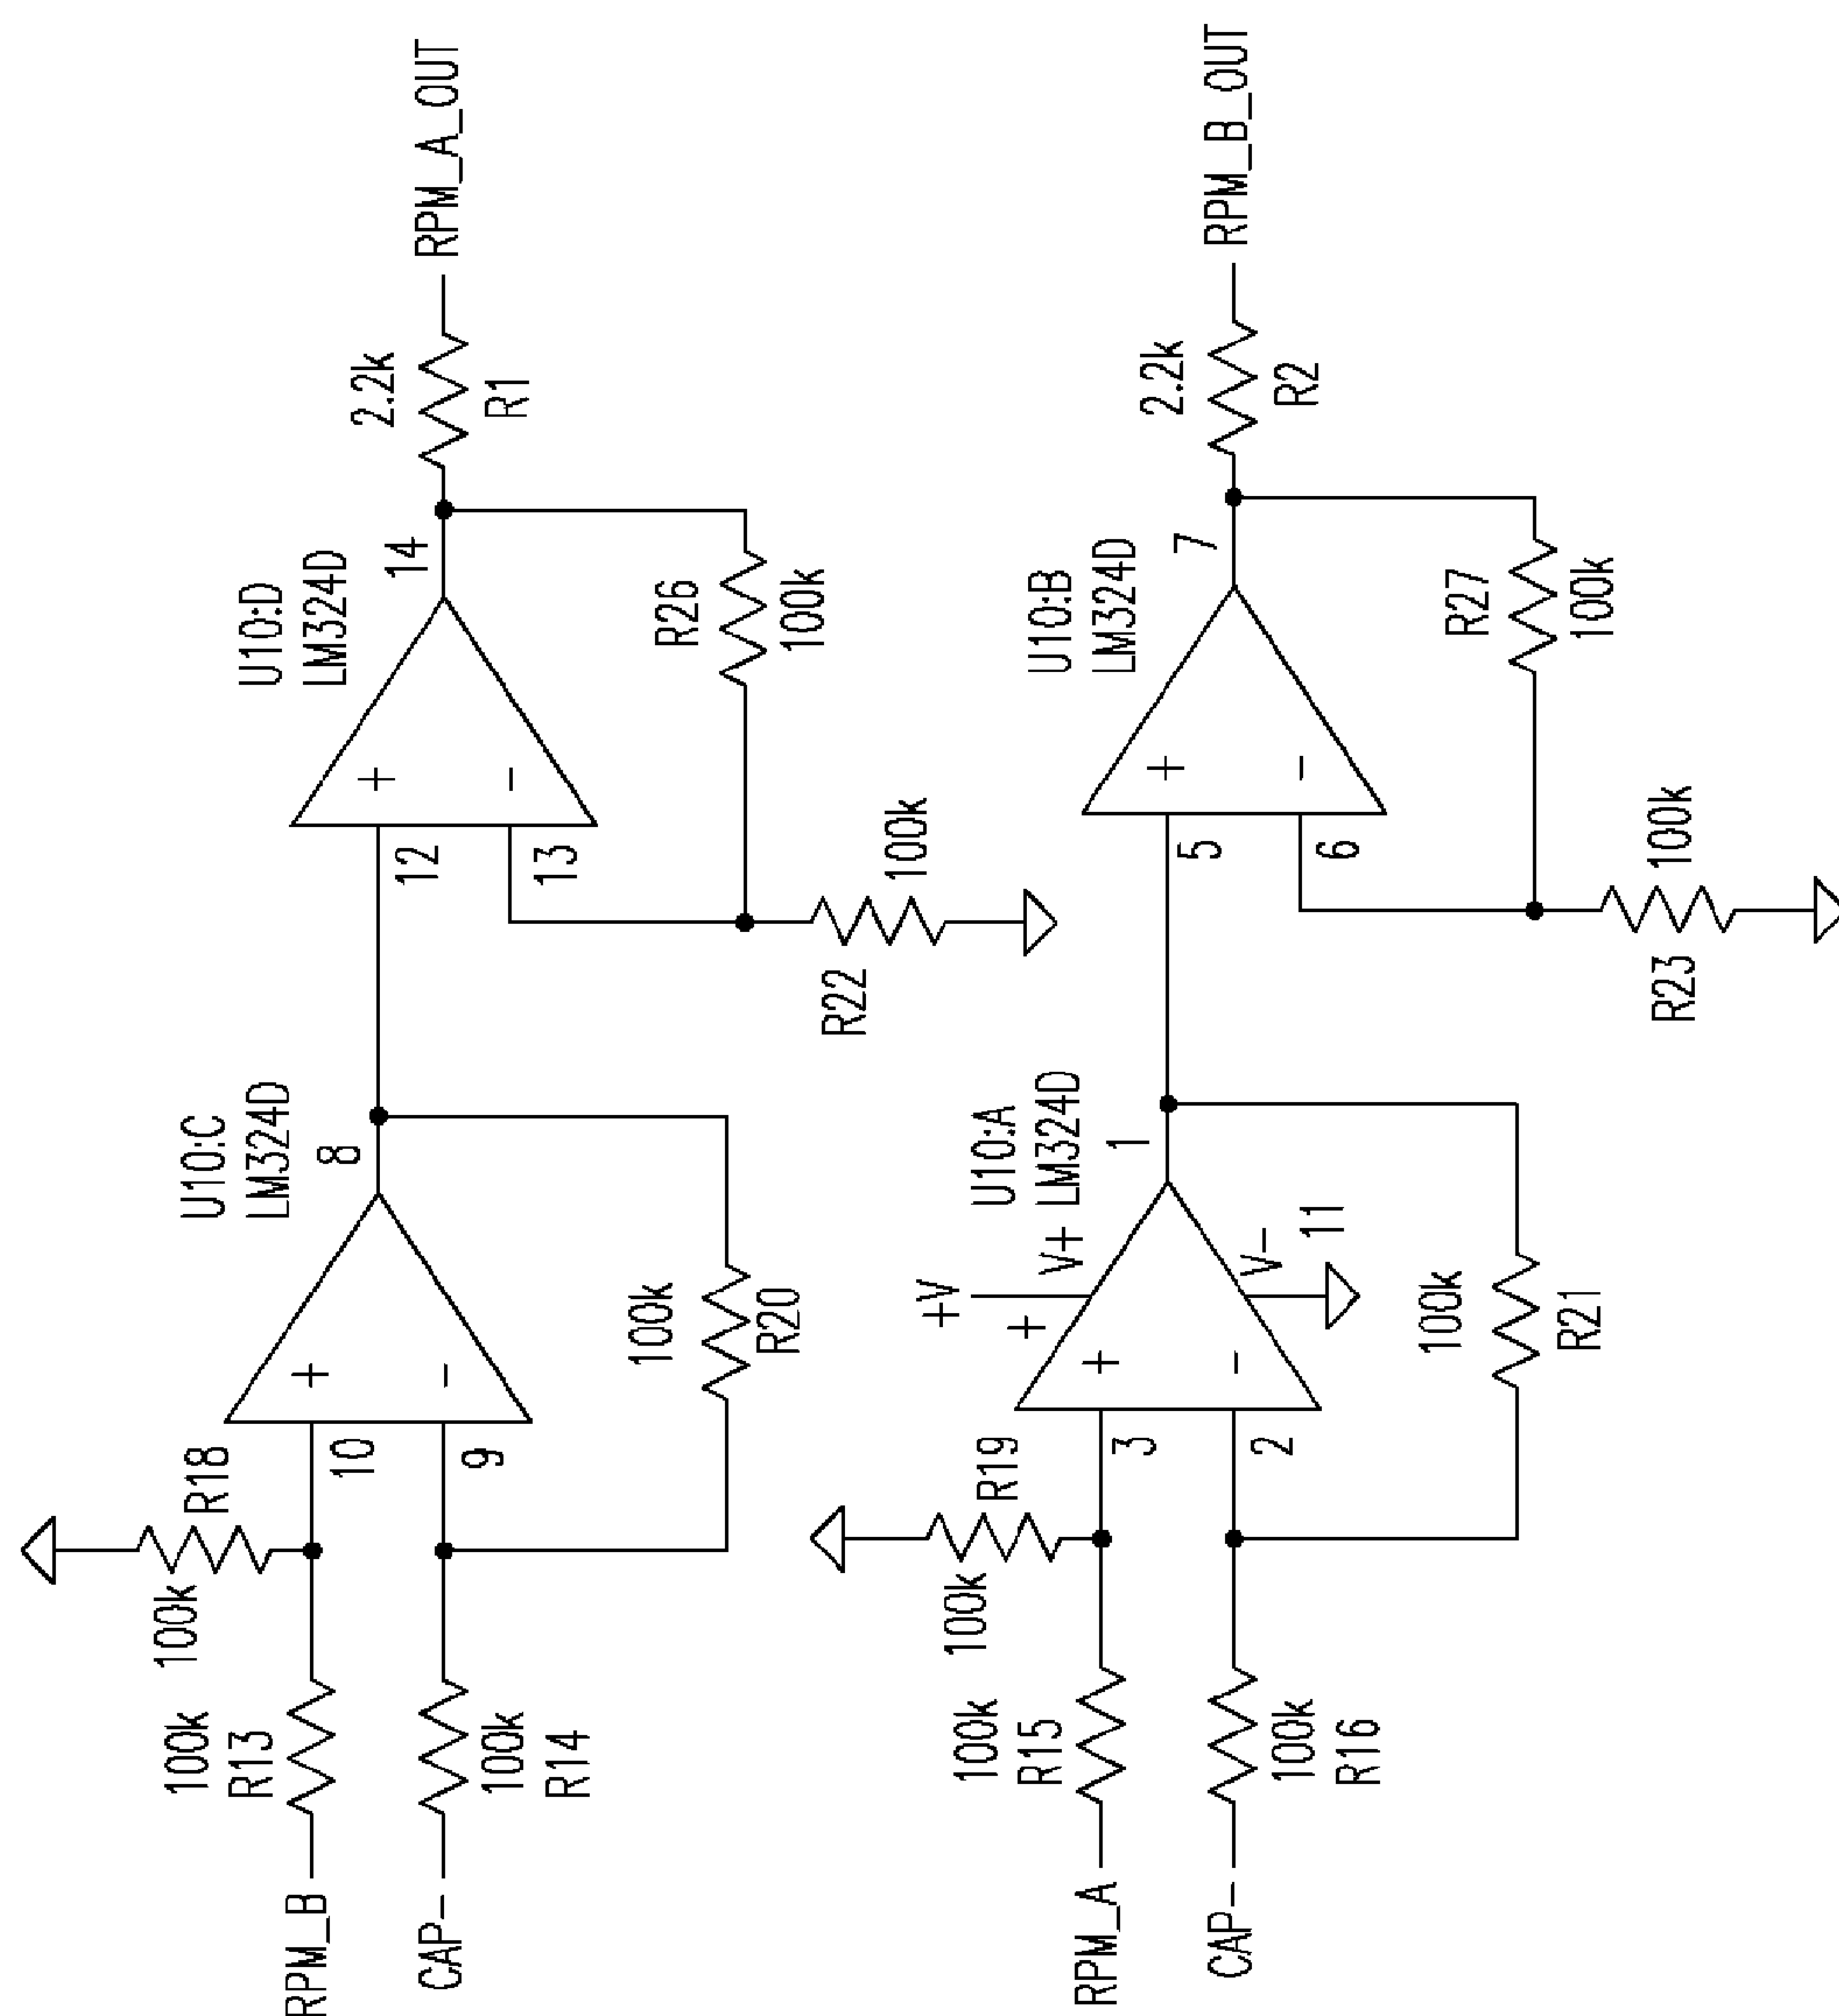 RPM_B
CAP-
100k
R13
100k
R14
100k
R18
10
9
U10:C
LM324D
8
100k
R20
12
13
U10:D
LM324D
14
R26
100k
R22
100k
2.2k
R1
RPM_A_OUT
RPM_A
CAP-
100k
R15
100k
R16
100k
R19
3
2
+V
+
V+
V-
11
U10:A
LM324D
1
100k
R21
5
6
U10:B
LM324D
7
R27
100k
R23
100k
2.2k
R2
RPM_B_OUT